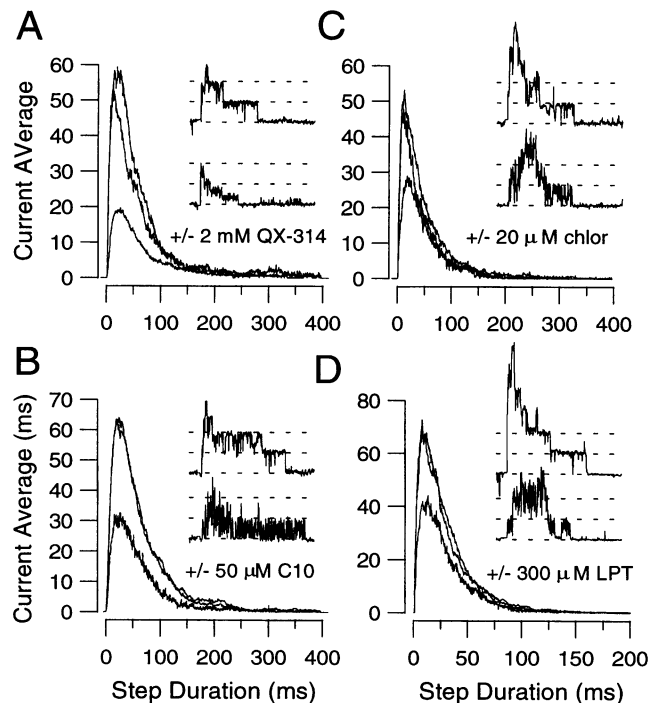 A
Current AVerage
60
50
40
30
20
10
0
+/- 2 mM QX-314
0 100 200 300 400
C
60
50
40
30
20
10
0
+/- 20 μ M chlor
0 100 200 300 400
B
Current Average (ms)
70
60
50
40
30
20
10
0
+/- 50 μM C10
0 100 200 300 400
Step Duration (ms)
D
80
60
40
20
0
+/- 300 μ M LPT
0 50 100 150 200
Step Duration (ms)